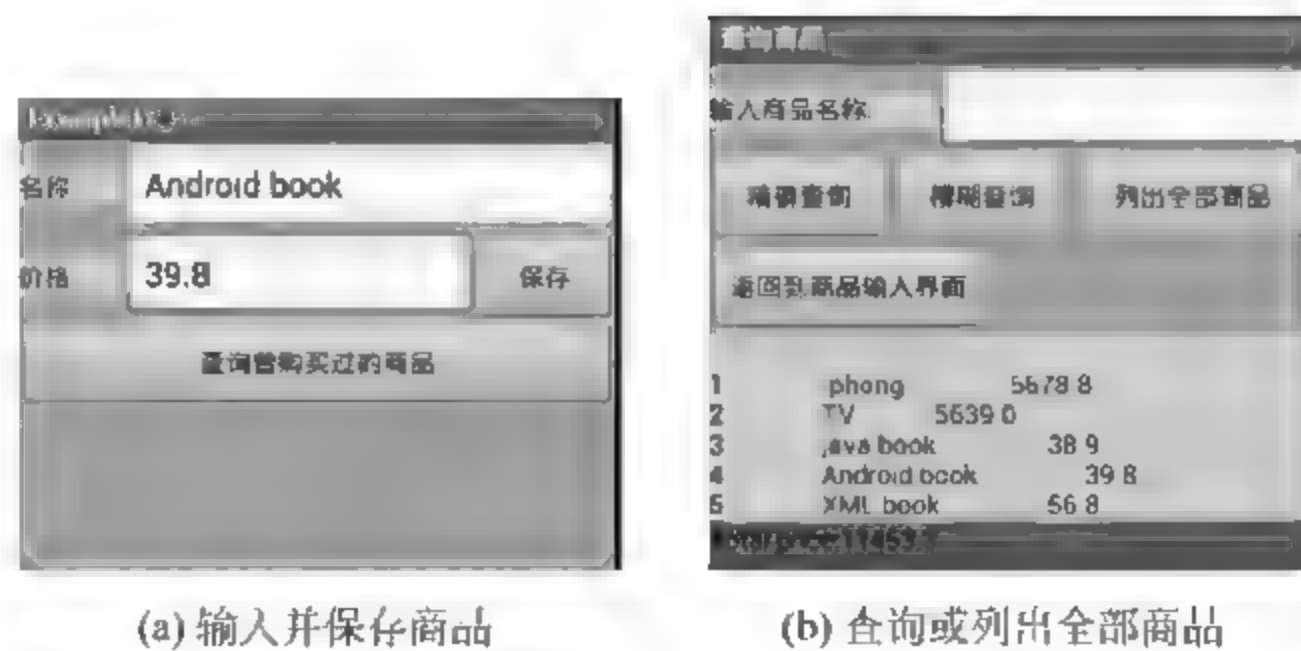 名称 Android book
价格 39.8 保存
查询曾购买过的商品
(a) 输入并保存商品
查询商品
输入商品名称
精确查询 模糊查询 列出全部商品
返回到商品输入界面
1 phong 5678 8
2 TV 5639 0
3 java book 38 9
4 Android book 39 8
5 XML book 56 8
(b) 查询或列出全部商品